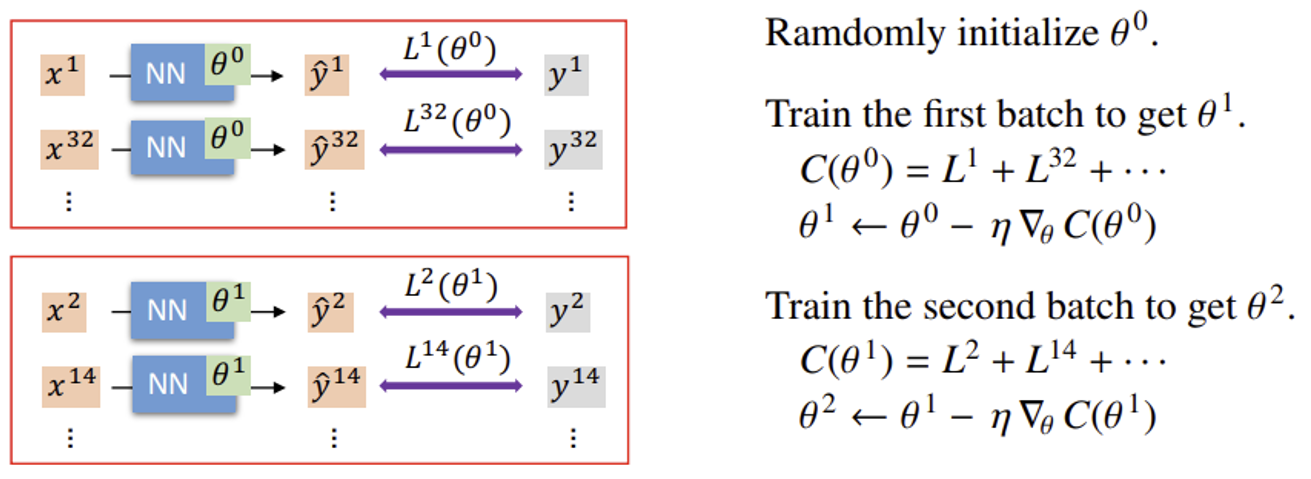 x¹ NN θ⁰ ŷ¹ L¹(θ⁰) y¹
x³² NN θ⁰ ŷ³² L³²(θ⁰) y³²
⋮ ⋮ ⋮
x² NN θ¹ ŷ² L²(θ¹) y²
x¹⁴ NN θ¹ ŷ¹⁴ L¹⁴(θ¹) y¹⁴
⋮ ⋮ ⋮
Ramdomly initialize θ⁰.
Train the first batch to get θ¹.
C(θ⁰) = L¹ + L³² + ⋯
θ¹ ← θ⁰ − η ∇θ C(θ⁰)
Train the second batch to get θ².
C(θ¹) = L² + L¹⁴ + ⋯
θ² ← θ¹ − η ∇θ C(θ¹)